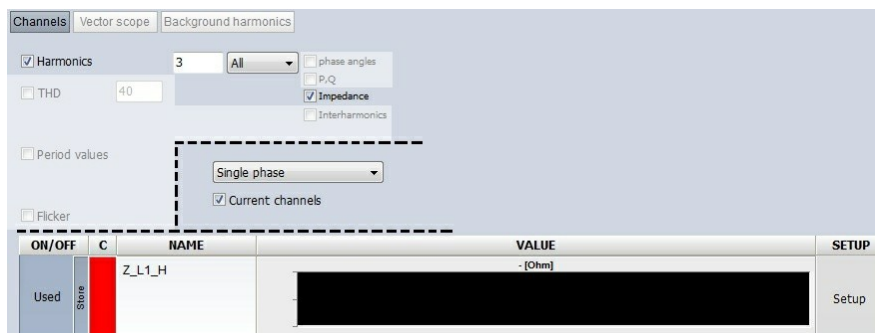 Channels Vector scope Background harmonics
Harmonics 3 All phase angles
P,Q
THD 40 Impedance
Interharmonics
Period values
Single phase
Current channels
Flicker
ON/OFF C NAME VALUE SETUP
Z_L1_H - [Ohm]
Used Store Setup